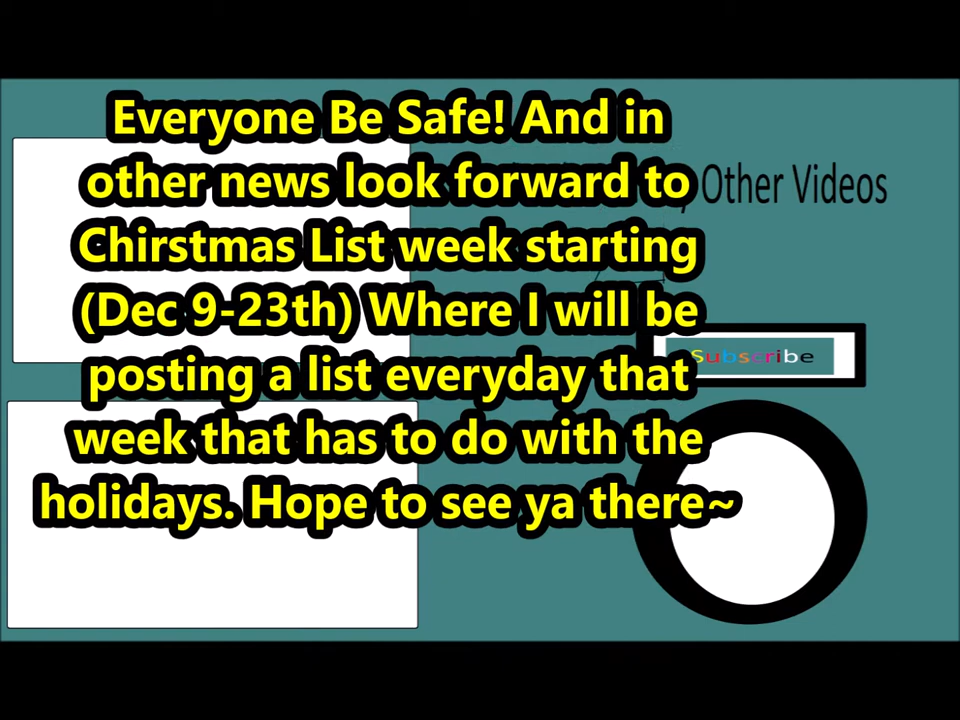 Everyone Be Safe! And in
other news look forward to
Chirstmas List week starting
(Dec 9-23th) Where I will be
posting a list everyday that
week that has to do with the
holidays. Hope to see ya there~
Other Videos
Subscribe